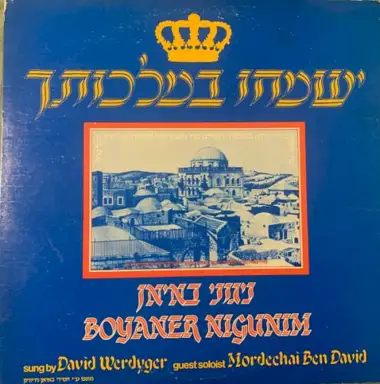 ישמחו במלכותך
ניגוני באיאן
BOYANER NIGUNIM
sung by David Werdyger guest soloist Mordechai Ben David